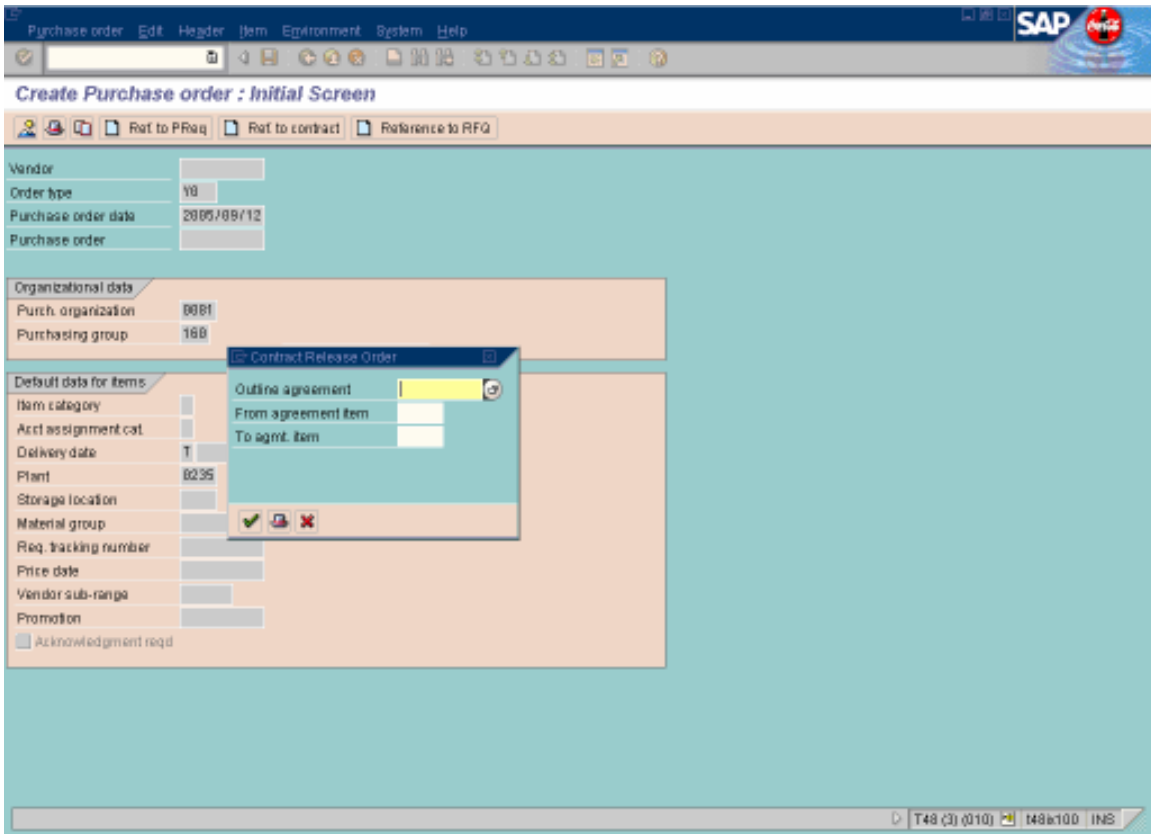 Purchase order Edit Header Item Environment System Help
SAP
Create Purchase order : Initial Screen
Ref. to PReq Ref. to contract Reference to RFQ
Vendor
Order type
Purchase order date 2005/09/12
Purchase order
Organizational data
Purch. organization 0001
Purchasing group 160
Contract Release Order
Default data for items
Outline agreement
Item category
From agreement item
Acct assignment cat.
To agmt. item
Delivery date T
Plant 0235
Storage location
Material group
Req. tracking number
Price date
Vendor sub-range
Promotion
Acknowledgment reqd
T48 (3) (010) INS